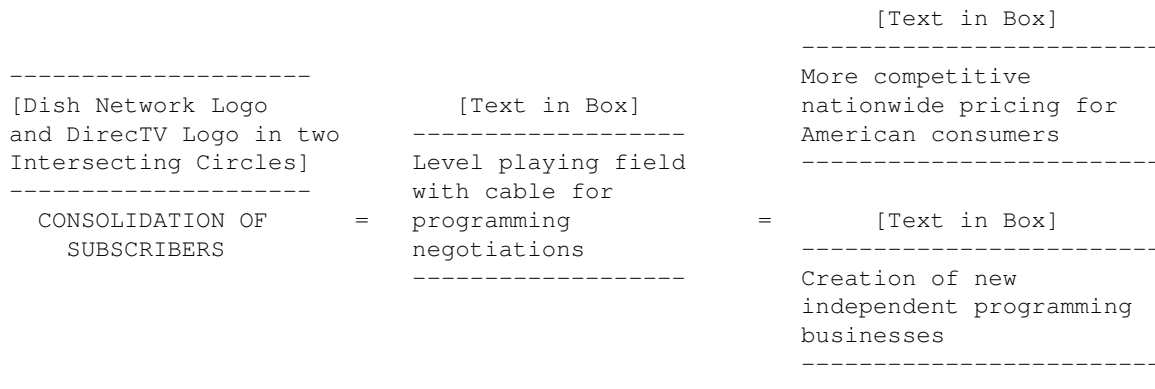 [Text in Box]
-------------------------
More competitive
nationwide pricing for
American consumers
-------------------------
---------------------
[Dish Network Logo
and DirecTV Logo in two
Intersecting Circles]
---------------------
CONSOLIDATION OF
SUBSCRIBERS
=
[Text in Box]
-------------------
Level playing field
with cable for
programming
negotiations
-------------------
=
[Text in Box]
-------------------------
Creation of new
independent programming
businesses
-------------------------